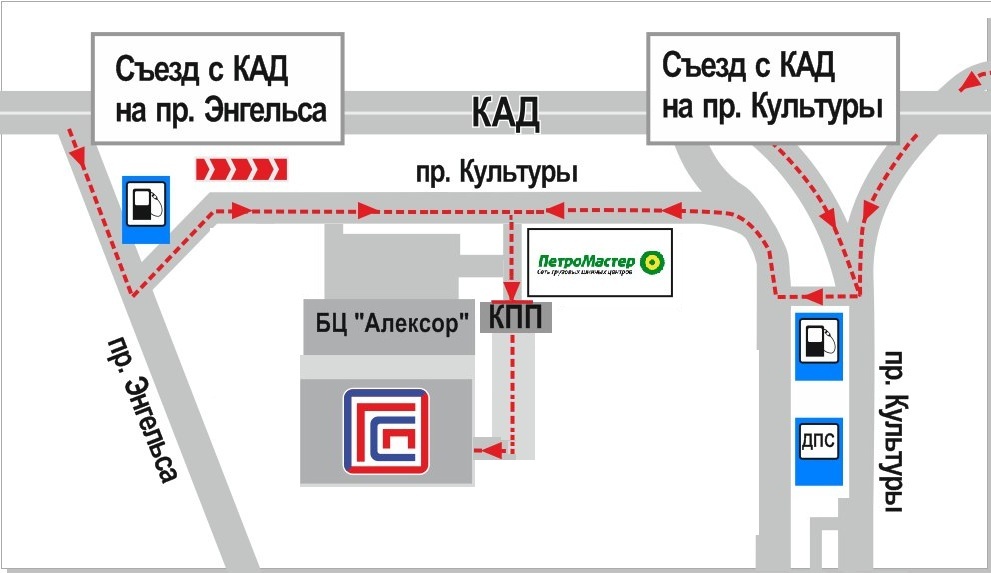 Съезд с КАД
на пр. Энгельса
КАД
Съезд с КАД
на пр. Культуры
пр. Культуры
ПетроМастер
Сеть грузовых шинных центров
БЦ "Алексор"
КПП
пр. Энгельса
ДПС
пр. Культуры